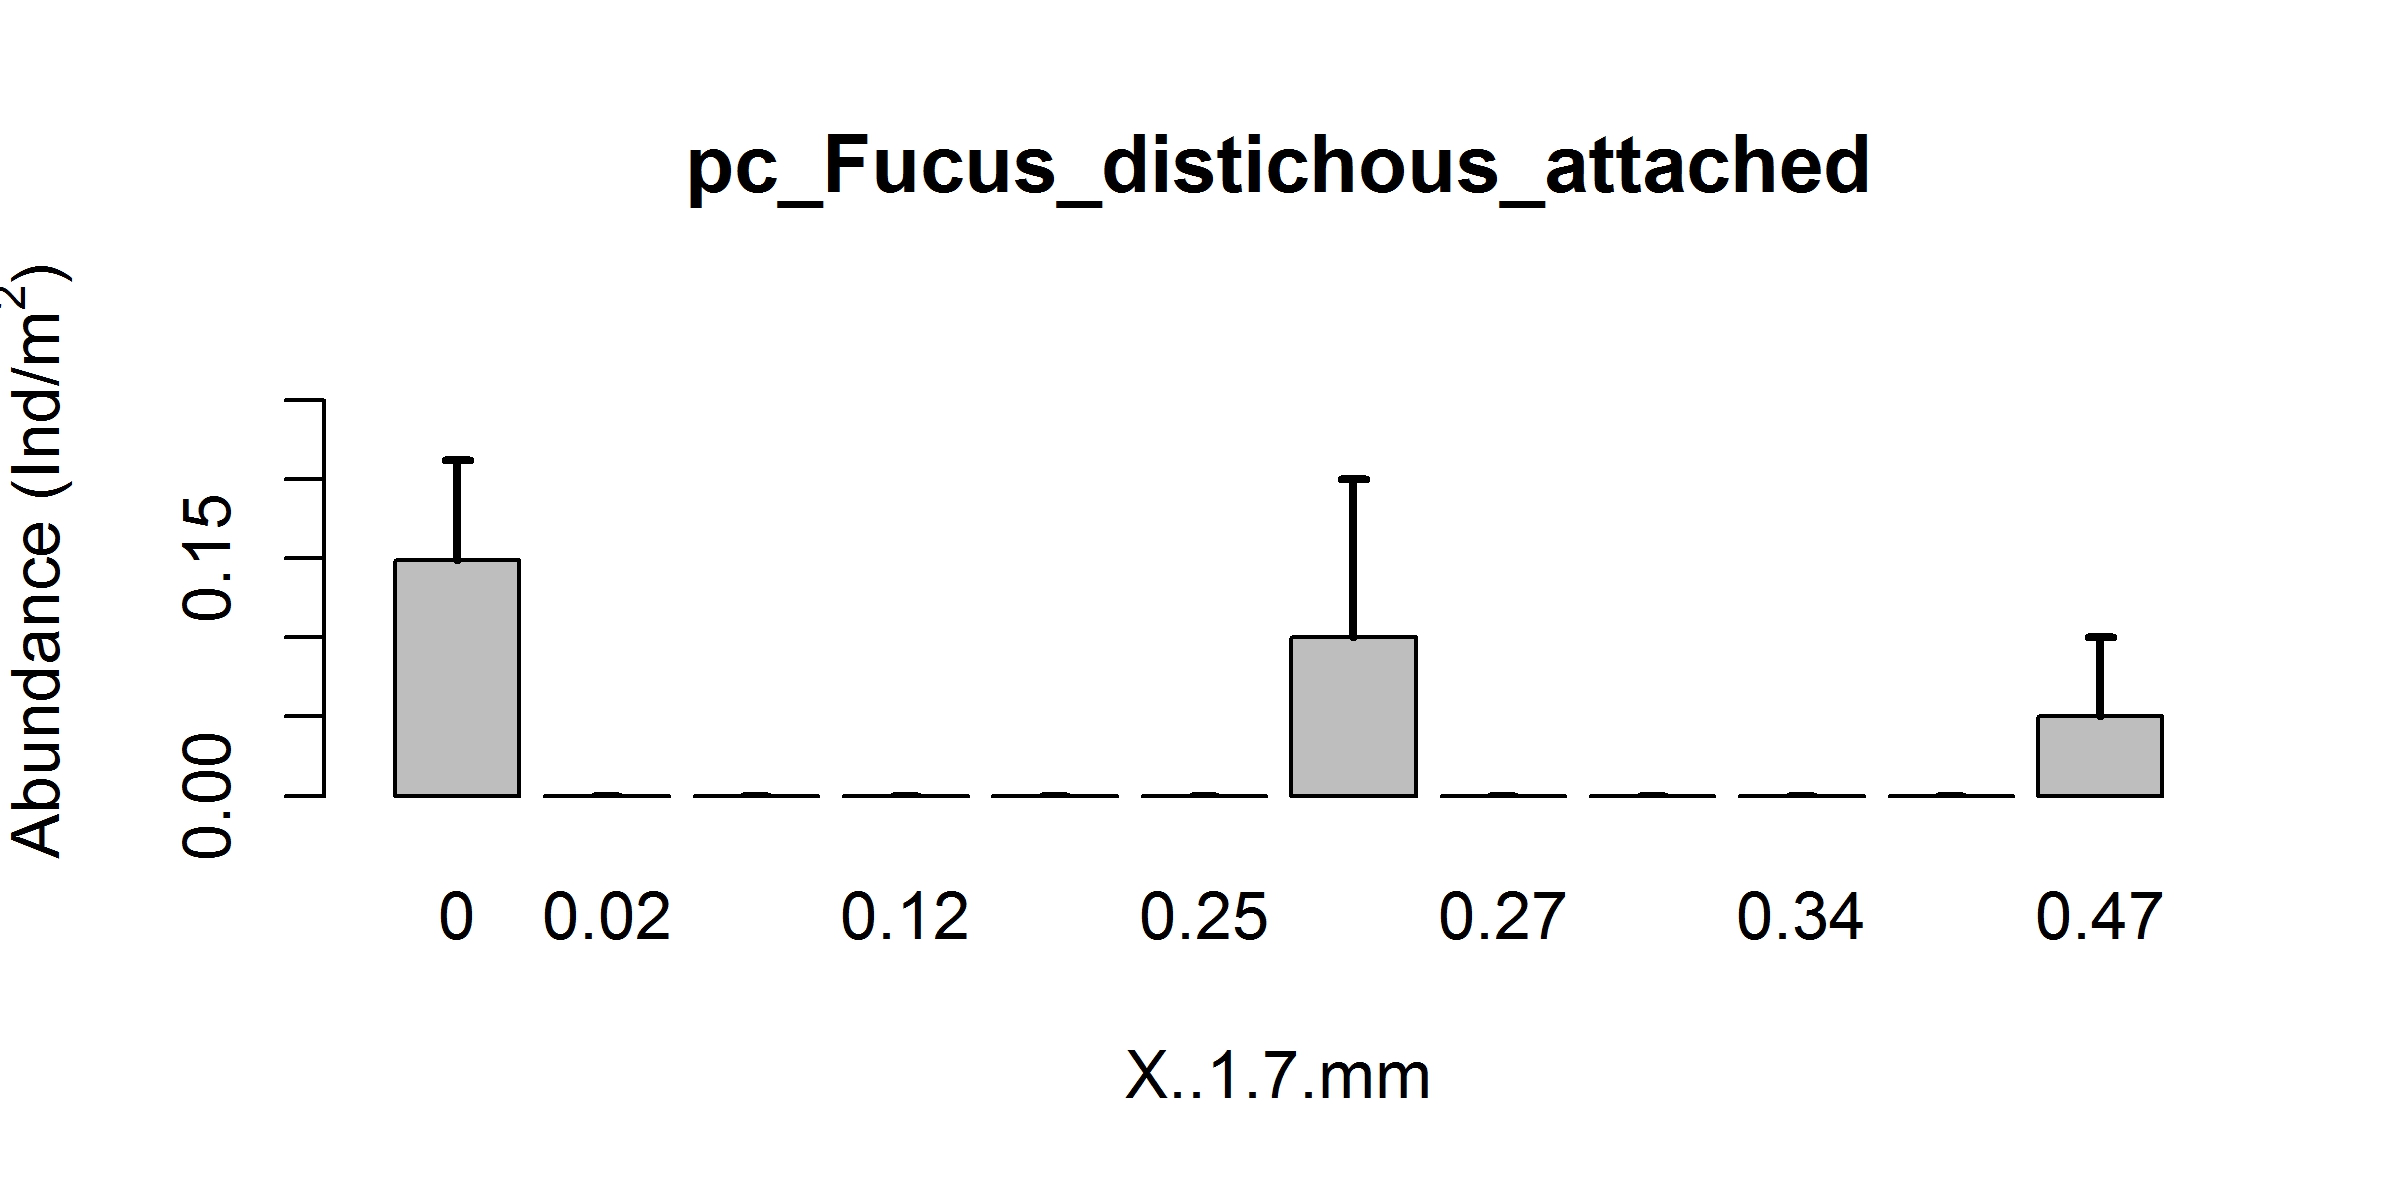 pc_Fucus_distichous_attached
Abundance (Ind/m²)
0.15
0.00
0 0.02 0.12 0.25 0.27 0.34 0.47
X..1.7.mm